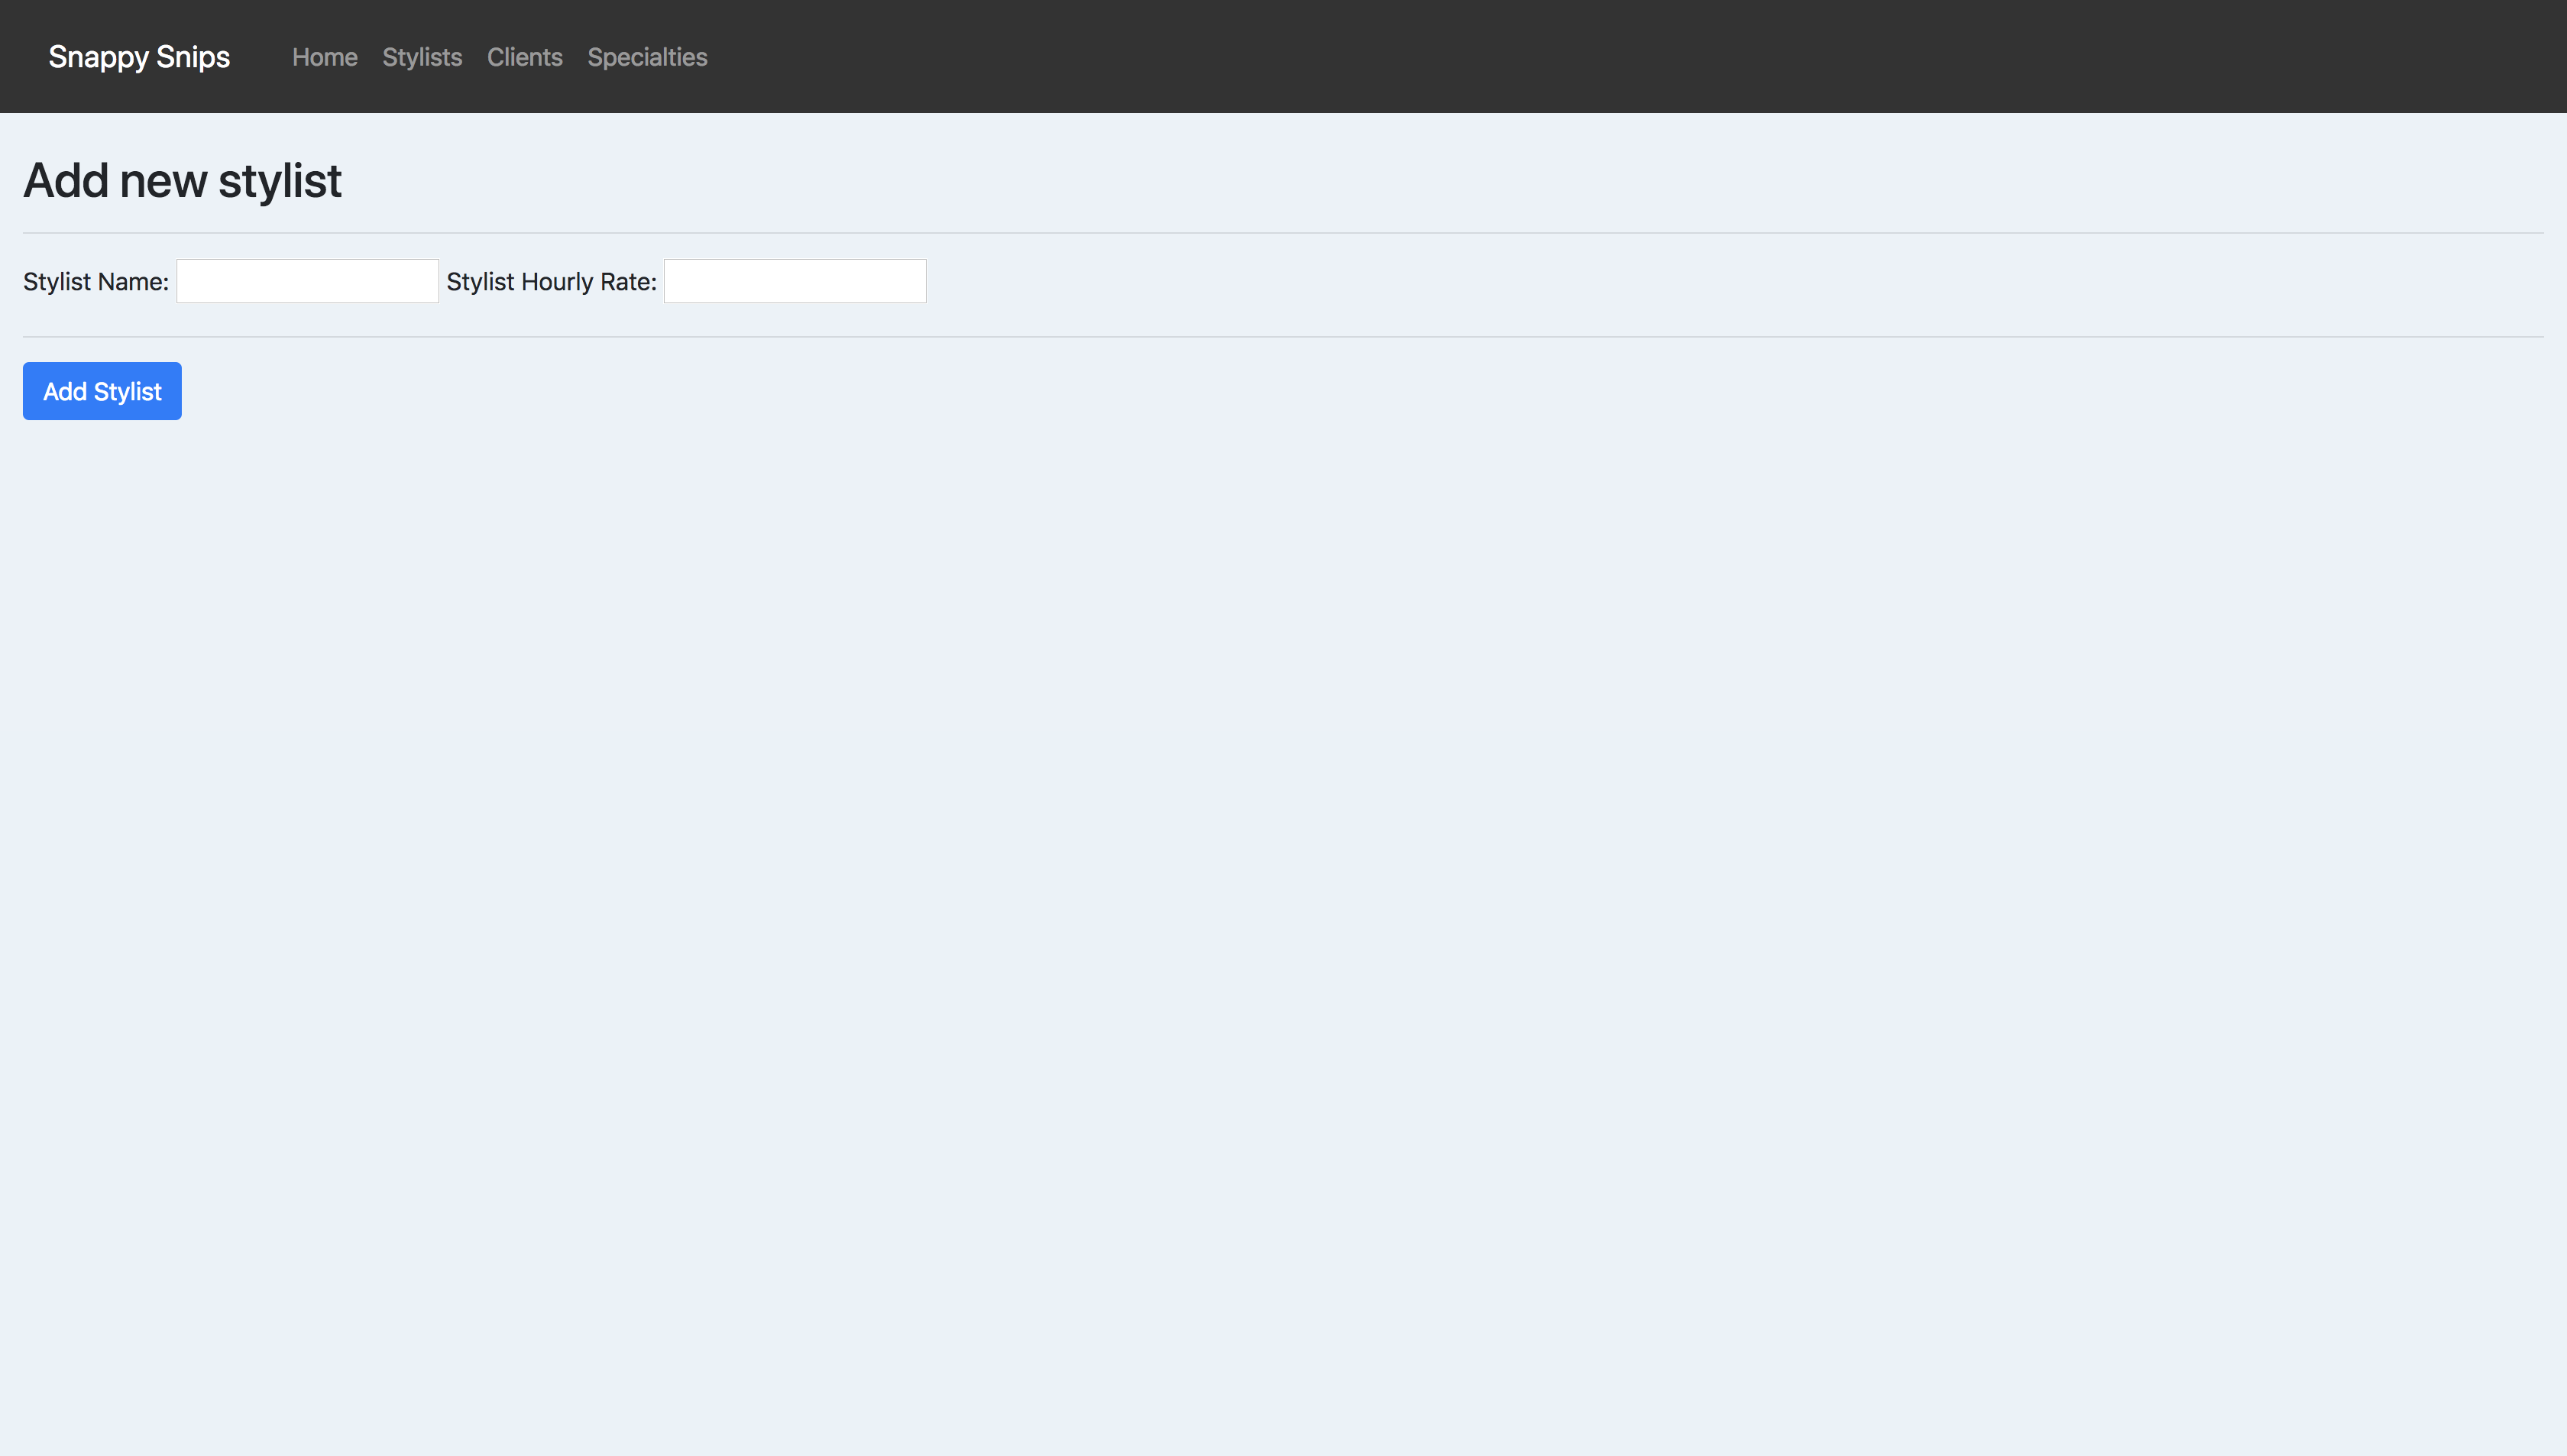 Snappy Snips Home Stylists Clients Specialties
Add new stylist
Stylist Name: Stylist Hourly Rate:
Add Stylist